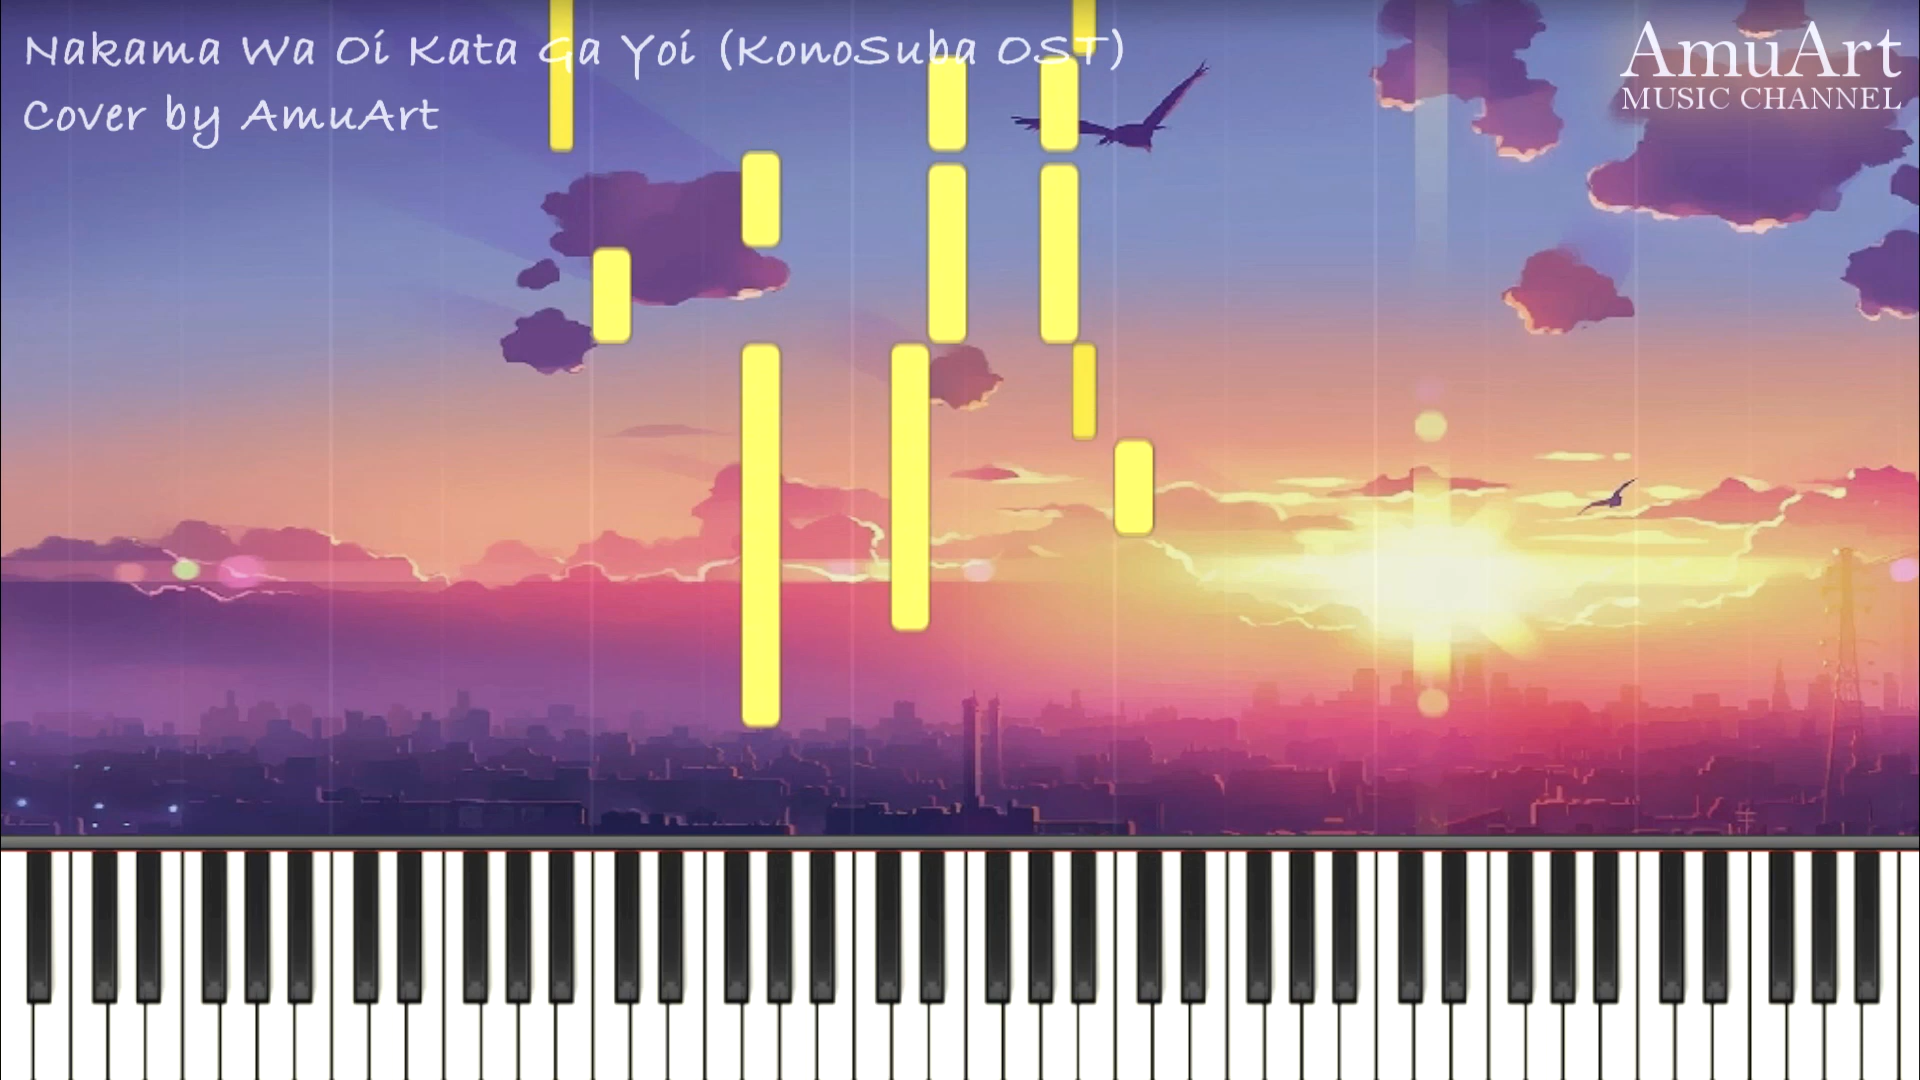 Nakama Wa Oi Kata Ga Yoi (KonoSuba OST)
Cover by AmuArt
AmuArt
MUSIC CHANNEL